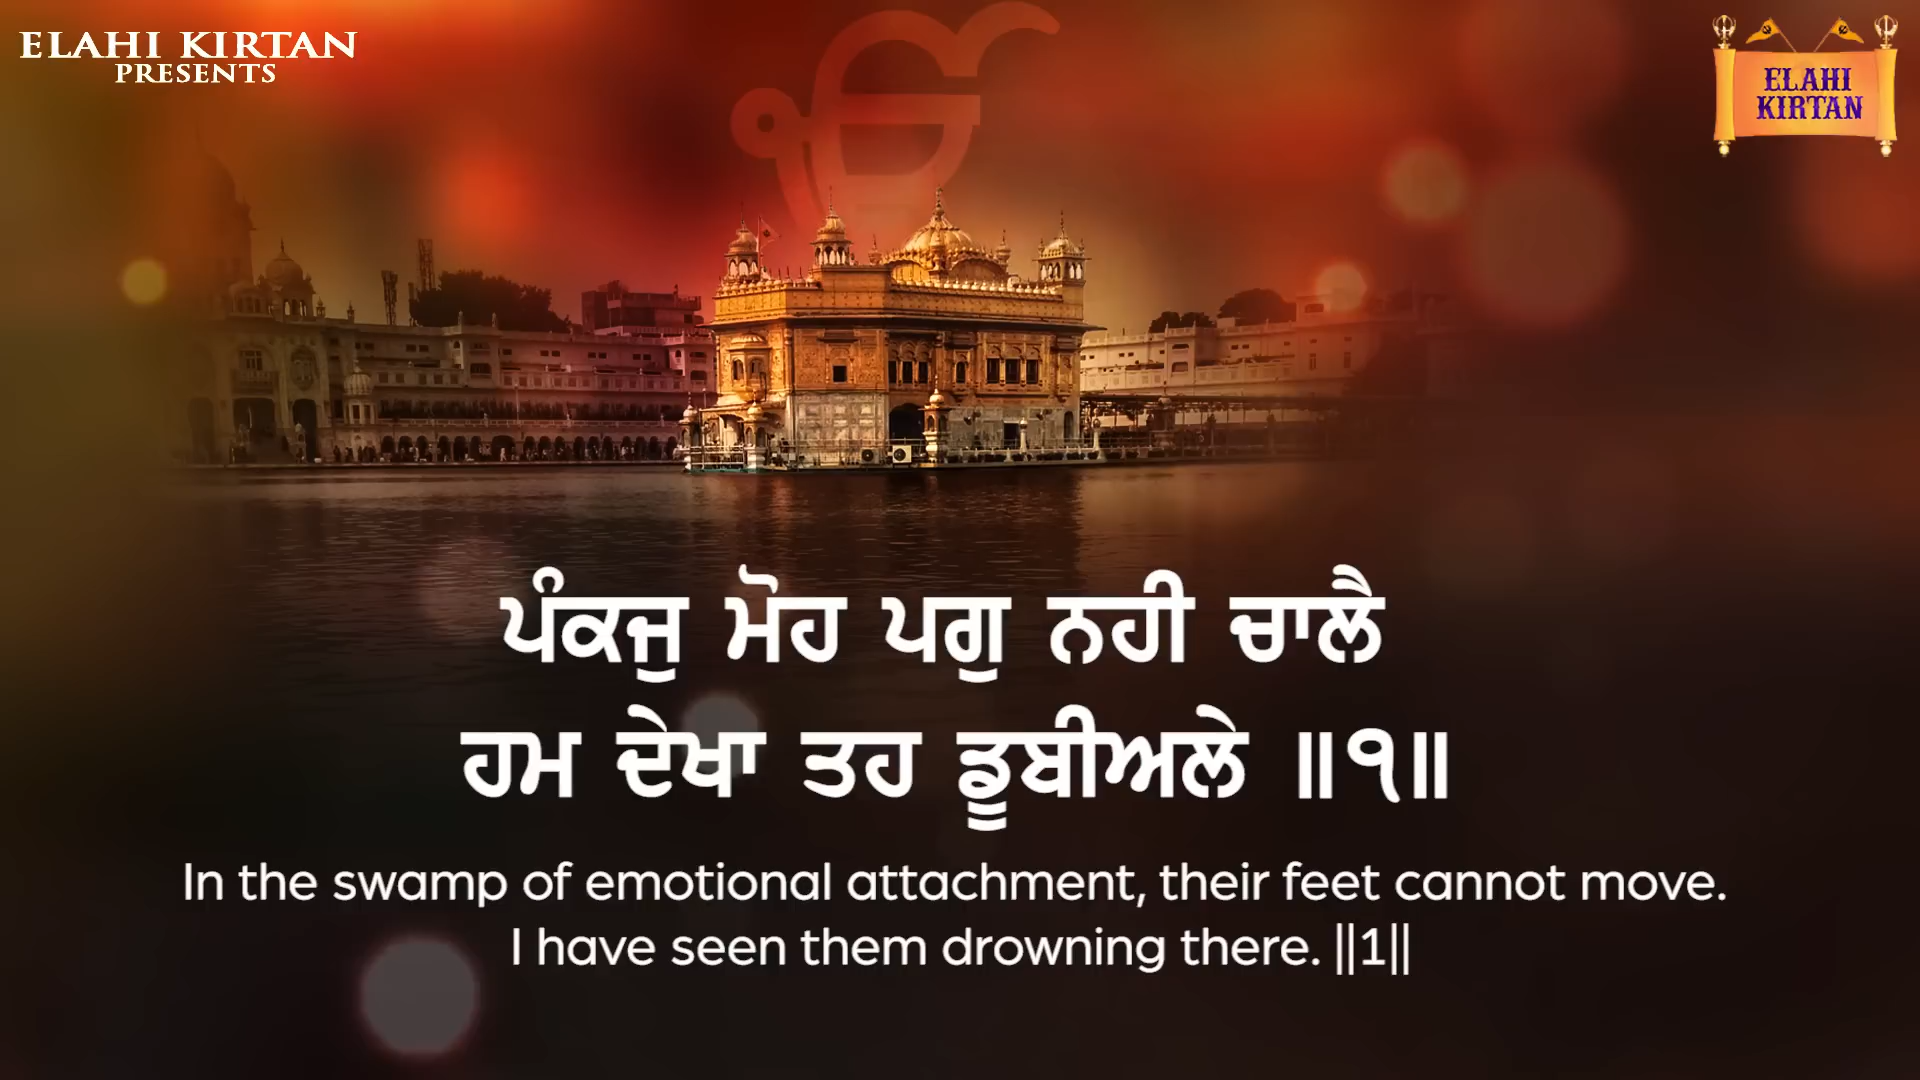 ELAHI KIRTAN
PRESENTS
ELAHI
KIRTAN
ਪੰਕਜੁ ਮੋਹ ਪਗੁ ਨਹੀ ਚਾਲੈ
ਹਮ ਦੇਖਾ ਤਹ ਡੂਬੀਅਲੇ ॥੧॥
In the swamp of emotional attachment, their feet cannot move.
I have seen them drowning there. ||1||